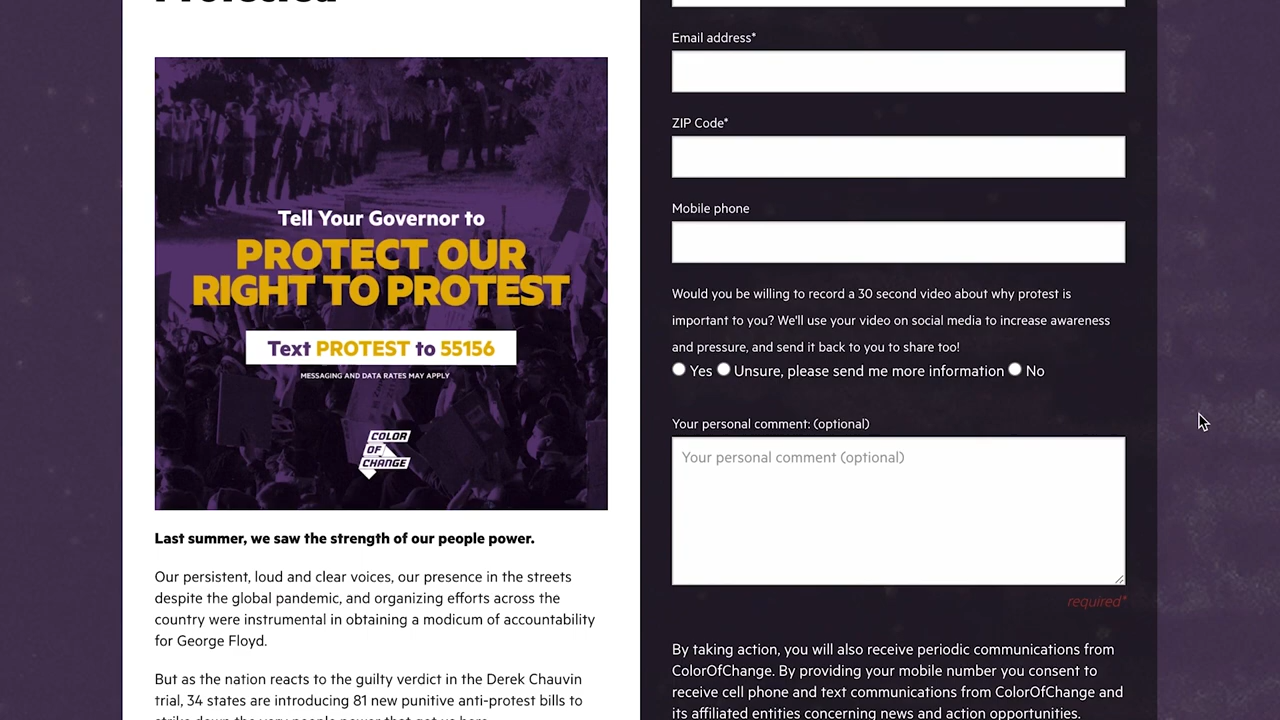 Tell Your Governor to
PROTECT OUR
RIGHT TO PROTEST
Text PROTEST to 55156
MESSAGING AND DATA RATES MAY APPLY
COLOR
OF
CHANGE
Last summer, we saw the strength of our people power.
Our persistent, loud and clear voices, our presence in the streets
despite the global pandemic, and organizing efforts across the
country were instrumental in obtaining a modicum of accountability
for George Floyd.
But as the nation reacts to the guilty verdict in the Derek Chauvin
trial, 34 states are introducing 81 new punitive anti-protest bills to
Email address*
ZIP Code*
Mobile phone
Would you be willing to record a 30 second video about why protest is
important to you? We'll use your video on social media to increase awareness
and pressure, and send it back to you to share too!
Yes Unsure, please send me more information No
Your personal comment: (optional)
Your personal comment (optional)
required*
By taking action, you will also receive periodic communications from
ColorOfChange. By providing your mobile number you consent to
receive cell phone and text communications from ColorOfChange and
its affiliated entities concerning news and action opportunities.